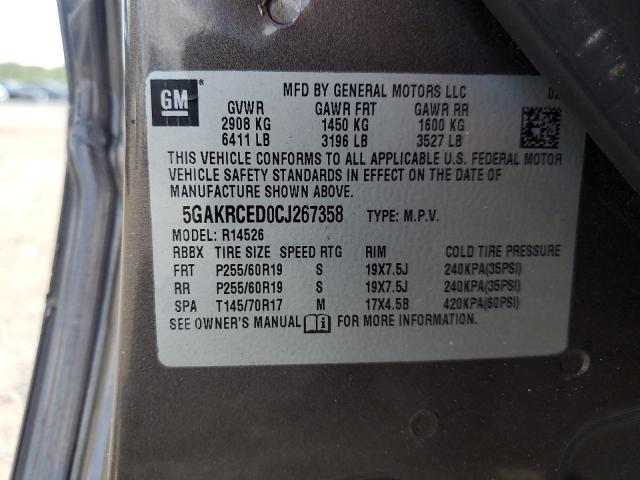 GM
MFD BY GENERAL MOTORS LLC
GVWR GAWR FRT GAWR RR
2908 KG 1450 KG 1600 KG
6411 LB 3196 LB 3527 LB
THIS VEHICLE CONFORMS TO ALL APPLICABLE U.S. FEDERAL MOTOR
VEHICLE SAFETY STANDARDS IN EFFECT ON THE DATE OF
MANUFACTURE SHOWN ABOVE.
5GAKRCED0CJ267358 TYPE: M.P.V.
MODEL: R14526
RBBX TIRE SIZE SPEED RTG RIM COLD TIRE PRESSURE
FRT P255/60R19 S 19X7.5J 240KPA(35PSI)
RR P255/60R19 S 19X7.5J 240KPA(35PSI)
SPA T145/70R17 M 17X4.5B 420KPA(60PSI)
SEE OWNER'S MANUAL FOR MORE INFORMATION.